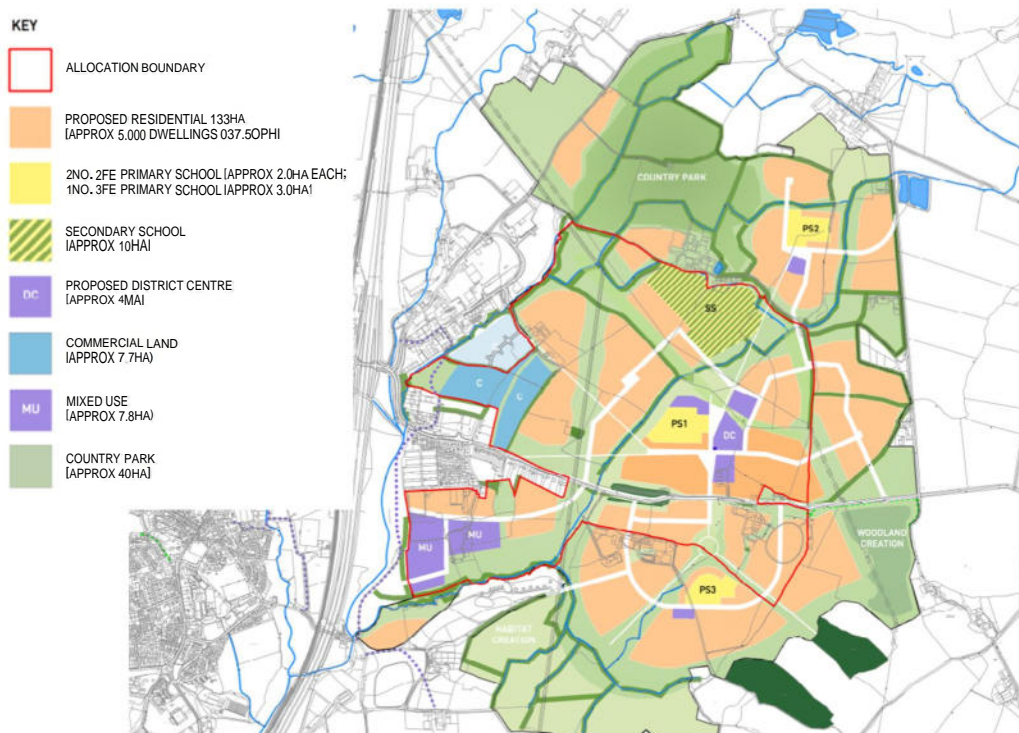 KEY
ALLOCATION BOUNDARY
PROPOSED RESIDENTIAL 133HA
[APPROX 5.000 DWELLINGS 037.5OPHI
2NO. 2FE PRIMARY SCHOOL [APPROX 2.0HA EACH;
1NO. 3FE PRIMARY SCHOOL IAPPROX 3.0HA1
SECONDARY SCHOOL
IAPPROX 10HAI
DC
PROPOSED DISTRICT CENTRE
[APPROX 4MAI
COMMERCIAL LAND
IAPPROX 7.7HA)
MU
MIXED USE
[APPROX 7.8HA)
COUNTRY PARK
[APPROX 40HA]
COUNTRY PARK
PS2
SS
C
C
PS1
DC
MU
MU
WOODLAND
CREATION
PS3
HABITAT
CREATION